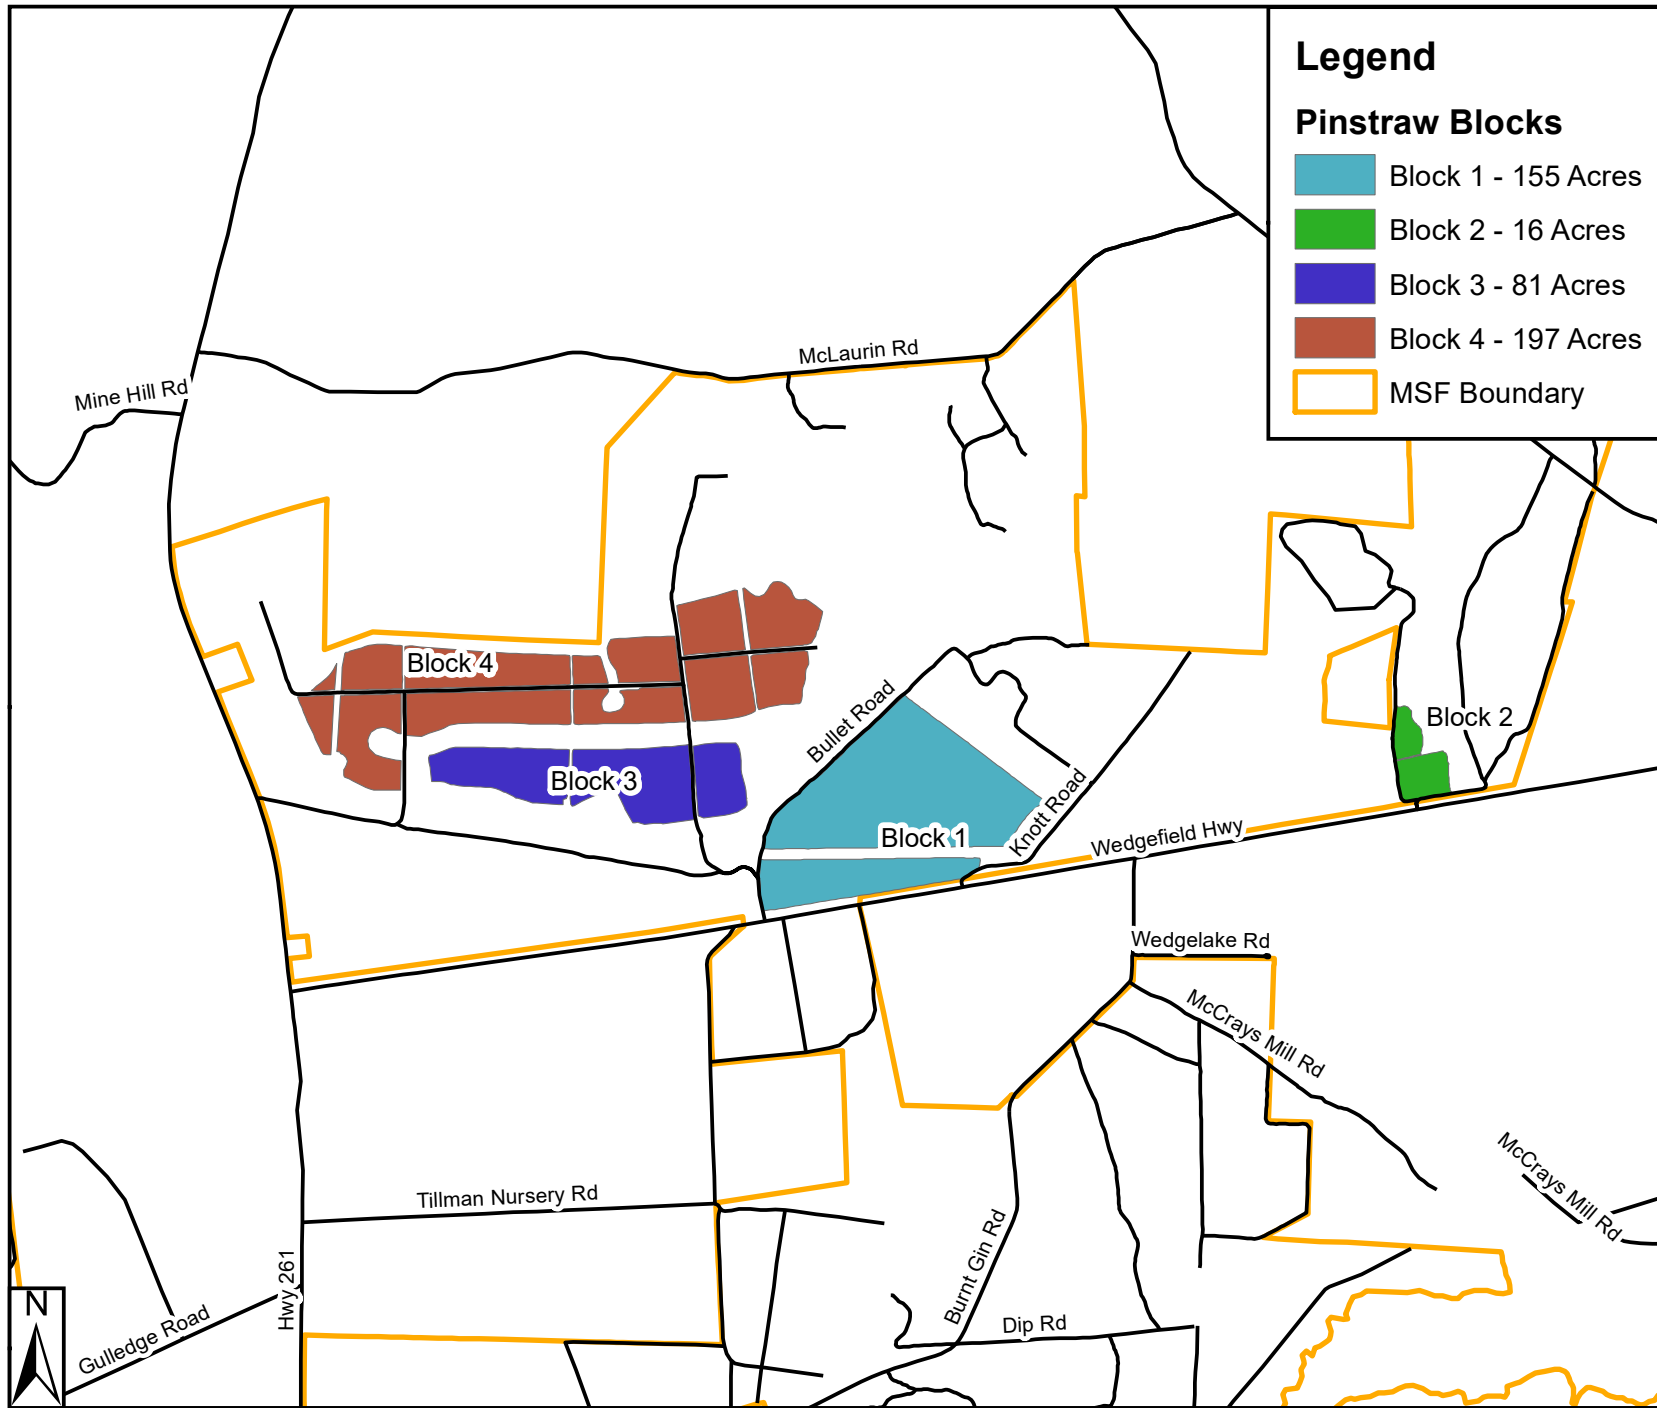 Legend
Pinstraw Blocks
Block 1 - 155 Acres
Block 2 - 16 Acres
Block 3 - 81 Acres
Block 4 - 197 Acres
MSF Boundary
McLaurin Rd
Mine Hill Rd
Block 4
Bullet Road
Block 2
Block 3
Knott Road
Block 1
Wedgefield Hwy
Wedgelake Rd
McCrays Mill Rd
McCrays Mill Rd
Tillman Nursery Rd
Burnt Gin Rd
Hwy 261
N
Gulledge Road
Dip Rd